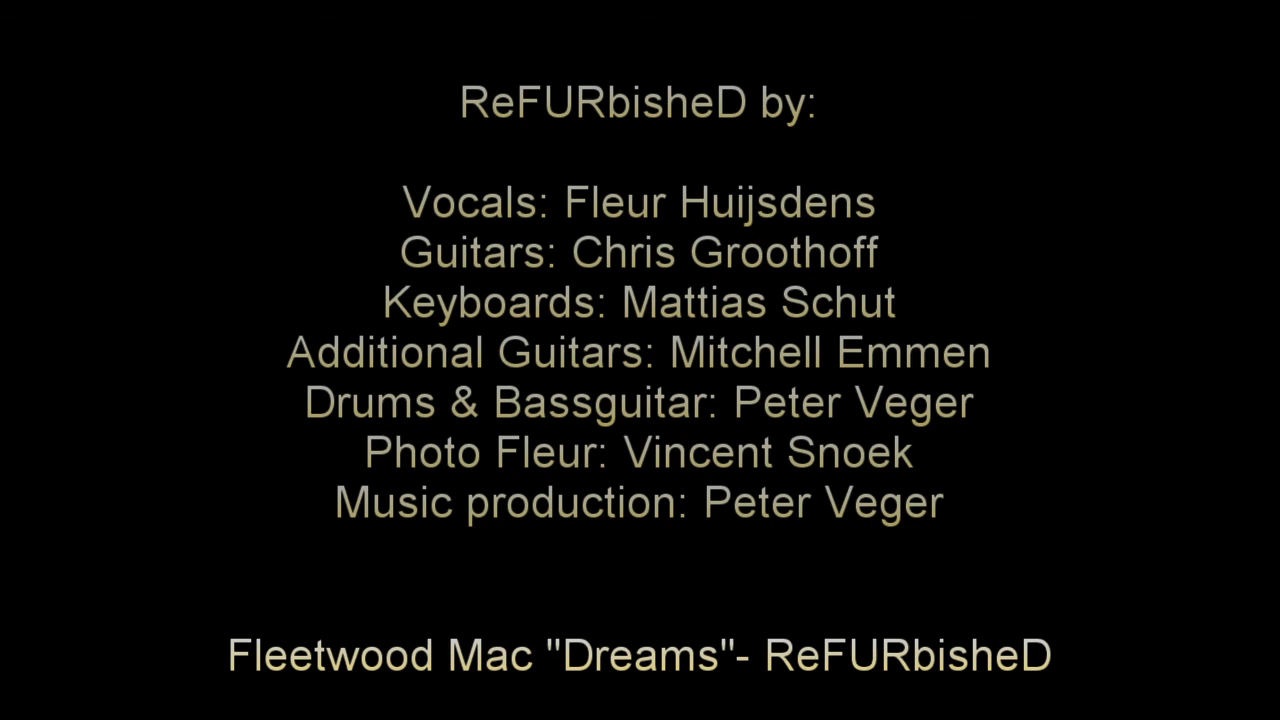 ReFURbisheD by:
Vocals: Fleur Huijsdens
Guitars: Chris Groothoff
Keyboards: Mattias Schut
Additional Guitars: Mitchell Emmen
Drums & Bassguitar: Peter Veger
Photo Fleur: Vincent Snoek
Music production: Peter Veger
Fleetwood Mac "Dreams"- ReFURbisheD